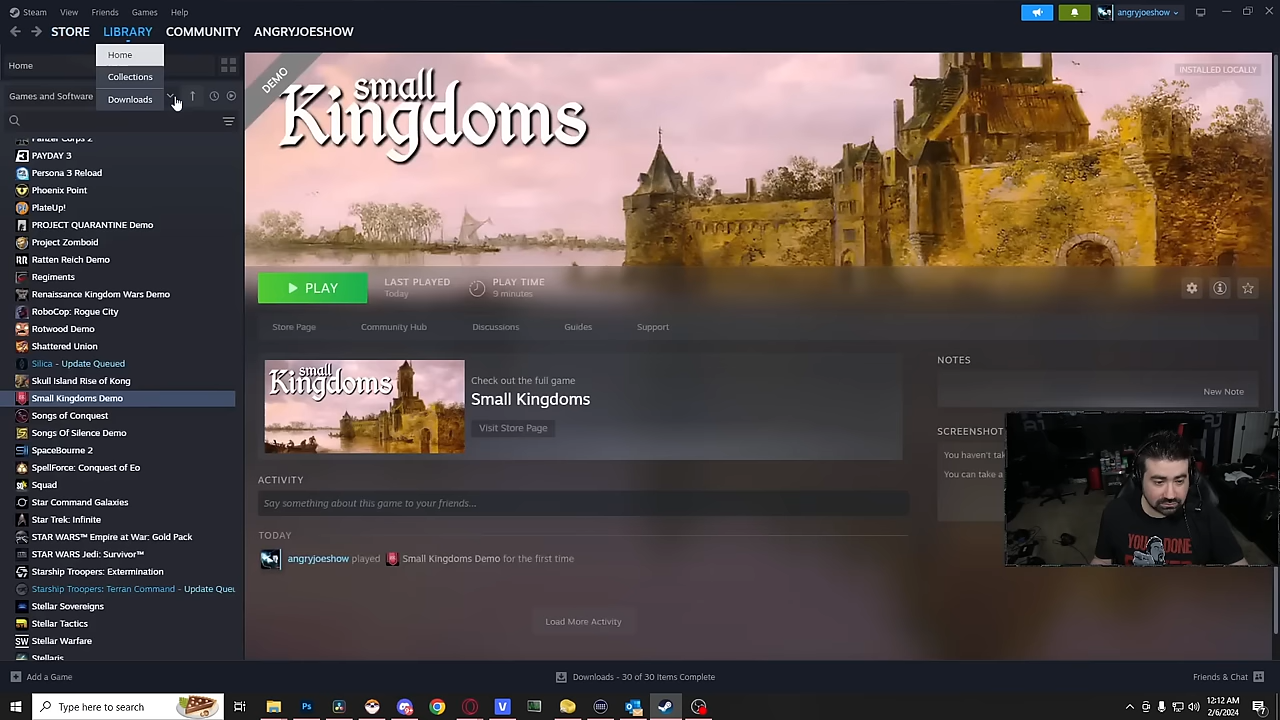 Steam View Friends Games Help
angryjoeshow
STORE LIBRARY COMMUNITY ANGRYJOESHOW
Home
Home
Collections
Downloads
Games and Software
Panzer Corps 2
PAYDAY 3
Persona 3 Reload
Phoenix Point
PlateUp!
PROJECT QUARANTINE Demo
Project Zomboid
RR Ratten Reich Demo
Regiments
Renaissance Kingdom Wars Demo
RoboCop: Rogue City
Rotwood Demo
Shattered Union
Silica - Update Queued
Skull Island Rise of Kong
Small Kingdoms Demo
Songs of Conquest
Songs Of Silence Demo
SpaceBourne 2
SpellForce: Conquest of Eo
Squad
Star Command Galaxies
Star Trek: Infinite
STAR WARS™ Empire at War: Gold Pack
STAR WARS Jedi: Survivor™
Starship Troopers: Extermination
Starship Troopers: Terran Command - Update Queu
Stellar Sovereigns
Stellar Tactics
SW Stellar Warfare
Stellaris
Add a Game
DEMO
small
Kingdoms
INSTALLED LOCALLY
PLAY
LAST PLAYED
Today
PLAY TIME
9 minutes
Store Page Community Hub Discussions Guides Support
small
Kingdoms
Check out the full game
Small Kingdoms
Visit Store Page
NOTES
New Note
SCREENSHOT
You haven't tak
You can take a
ACTIVITY
Say something about this game to your friends...
TODAY
angryjoeshow played Small Kingdoms Demo for the first time
Load More Activity
Downloads - 30 of 30 Items Complete
Friends & Chat
Type here to search
Ps
12:12 AM
2/6/2024